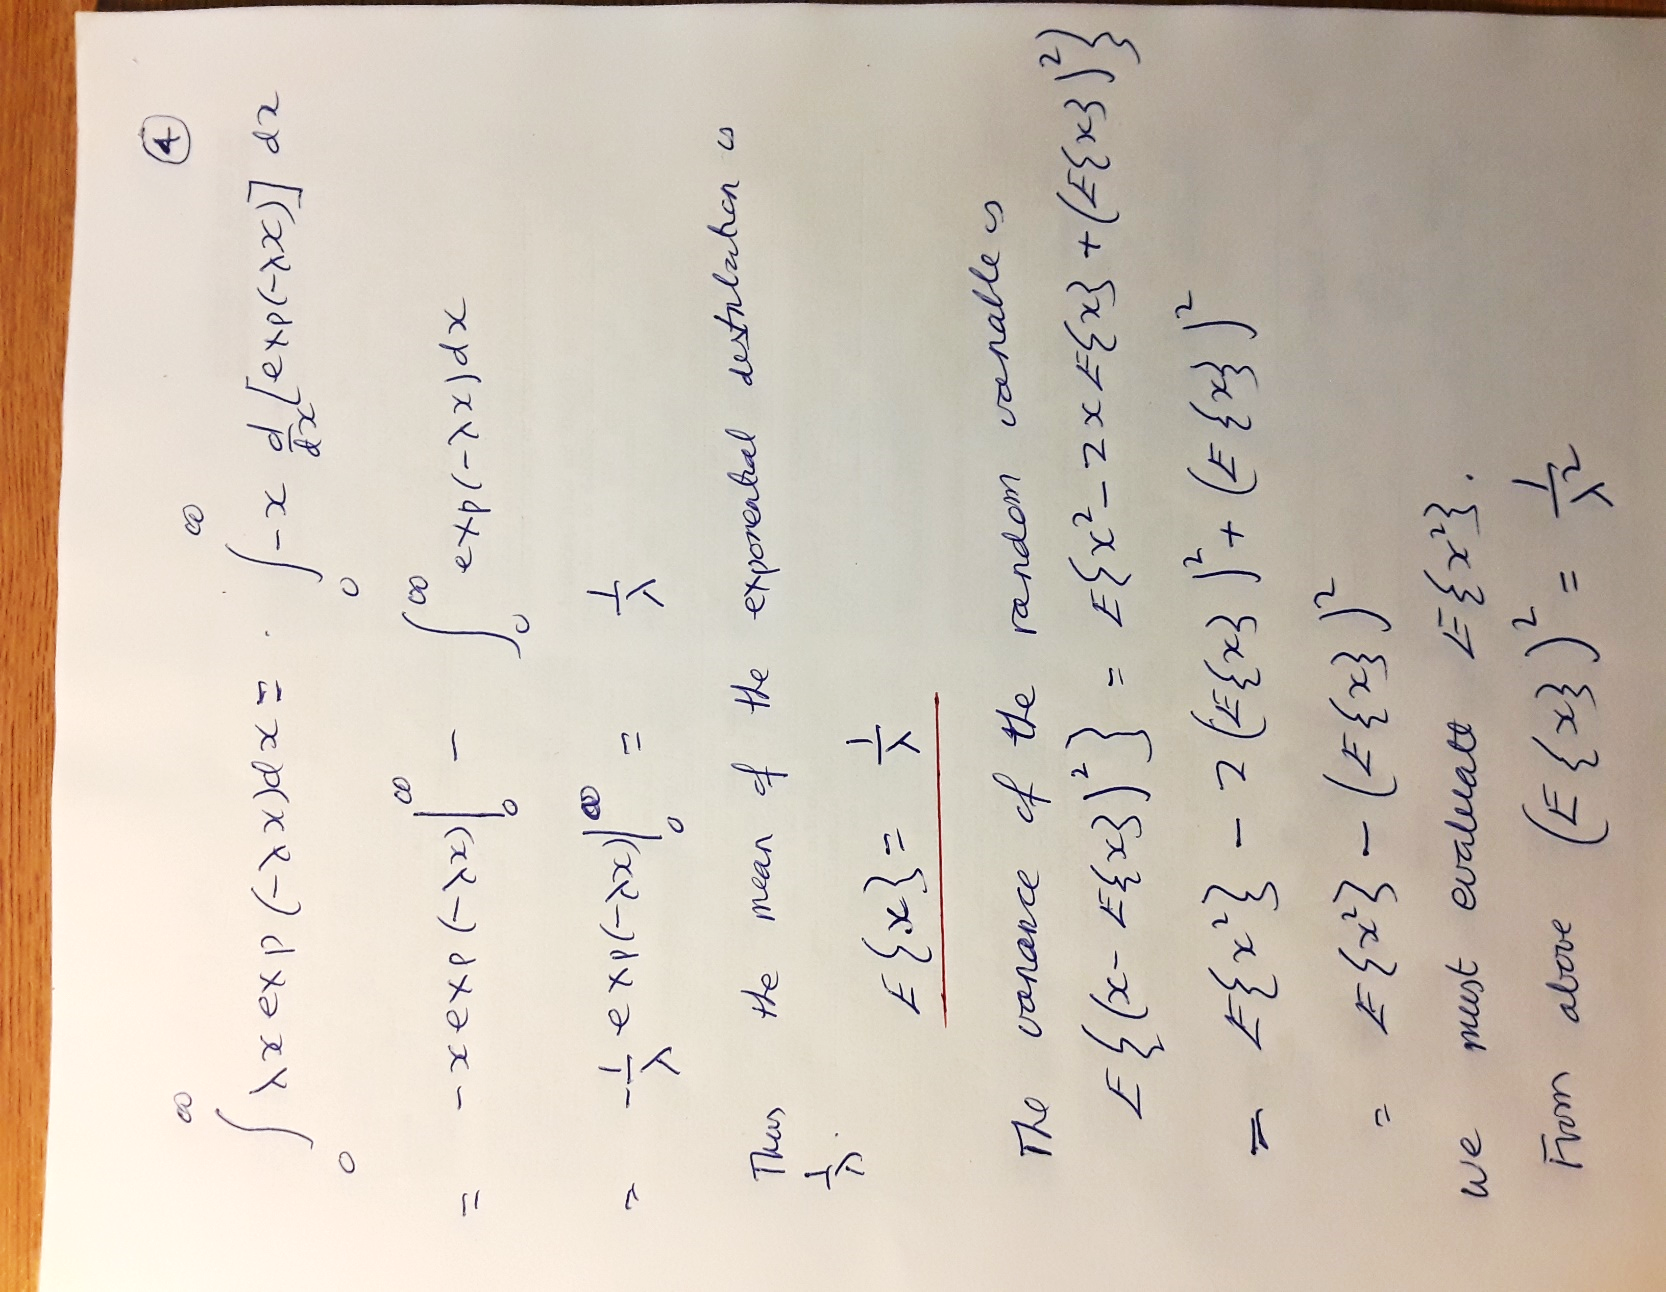 ④
∫₀^∞ λx exp(-λx)dx = . ∫₀^∞ -x d/dx [exp(-λx)] dx
= -x exp(-λx)|₀^∞ - ∫₀^∞ exp(-λx)dx
= -1/λ exp(-λx)|₀^∞ = 1/λ
Thus the mean of the exponential distribution is
1/λ.
E{x} = 1/λ
The variance of the random variable is
E{(x-E{x})²} = E{x²-2xE{x}+(E{x})²)}
= E{x²} - 2(E{x})² + (E{x})²
= E{x²} - (E{x})²
We must evaluate E{x²}.
From above (E{x})² = 1/λ²